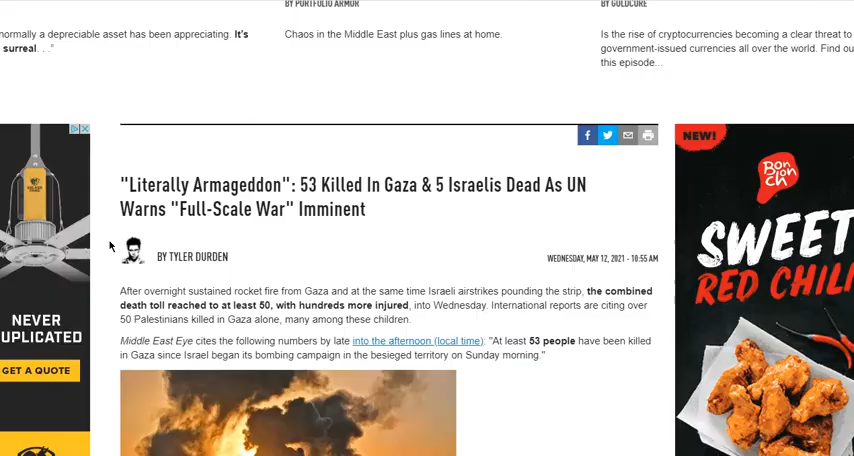 BY PORTFOLIO ARMOR
BY GOLDCORE
normally a depreciable asset has been appreciating. It's
surreal. . ."
Chaos in the Middle East plus gas lines at home.
Is the rise of cryptocurrencies becoming a clear threat to
government-issued currencies all over the world. Find ou
this episode...
"Literally Armageddon": 53 Killed In Gaza & 5 Israelis Dead As UN
Warns "Full-Scale War" Imminent
BY TYLER DURDEN
WEDNESDAY, MAY 12, 2021 - 10:55 AM
After overnight sustained rocket fire from Gaza and at the same time Israeli airstrikes pounding the strip, the combined
death toll reached to at least 50, with hundreds more injured, into Wednesday. International reports are citing over
50 Palestinians killed in Gaza alone, many among these children.
Middle East Eye cites the following numbers by late into the afternoon (local time): "At least 53 people have been killed
in Gaza since Israel began its bombing campaign in the besieged territory on Sunday morning."
NEVER
UPLICATED
GET A QUOTE
NEW!
Bon
chon
SWEET
RED CHILI